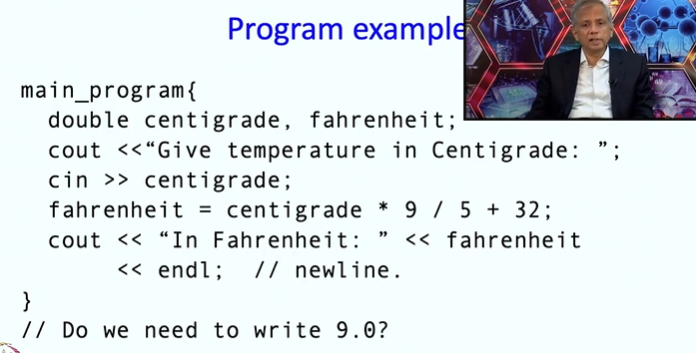 Program example
main_program{
double centigrade, fahrenheit;
cout <<“Give temperature in Centigrade: ”;
cin >> centigrade;
fahrenheit = centigrade * 9 / 5 + 32;
cout << “In Fahrenheit: ” << fahrenheit
<< endl;  // newline.
}
// Do we need to write 9.0?